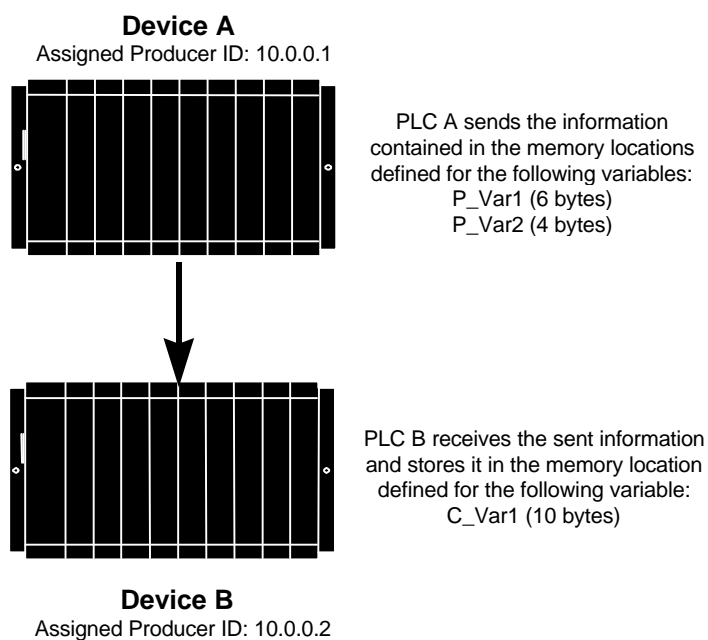 Device A
Assigned Producer ID: 10.0.0.1
PLC A sends the information
contained in the memory locations
defined for the following variables:
P_Var1 (6 bytes)
P_Var2 (4 bytes)
PLC B receives the sent information
and stores it in the memory location
defined for the following variable:
C_Var1 (10 bytes)
Device B
Assigned Producer ID: 10.0.0.2